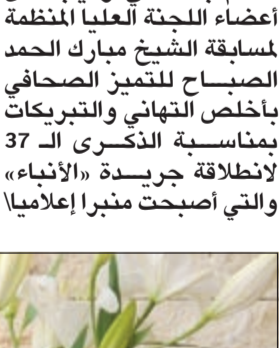 أعضاء اللجنة العليا المنظمة
لمسابقة الشيخ مبارك الحمد
الصباح للتميز الصحافي
بأخلص التهاني والتبريكات
بمناسبة الذكرى الـ 37
لانطلاقة جريدة «الأنباء»
والتي أصبحت منبرا إعلاميا\